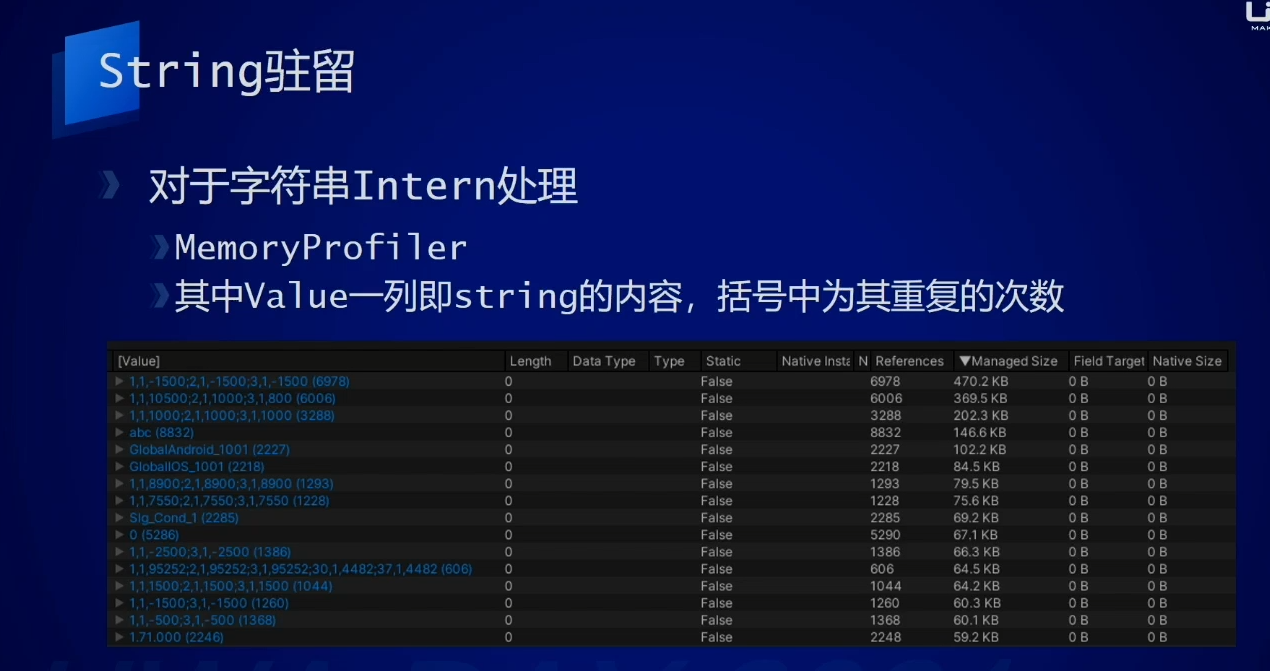 String驻留
对于字符串Intern处理
MemoryProfiler
其中Value一列即string的内容，括号中为其重复的次数
[Value] Length Data Type Type Static Native Insta N References ▼Managed Size Field Target Native Size
1,1,-1500;2,1,-1500;3,1,-1500 (6978) 0 False 6978 470.2 KB 0 B 0 B
1,1,10500;2,1,1000;3,1,800 (6006) 0 False 6006 369.5 KB 0 B 0 B
1,1,1000;2,1,1000;3,1,1000 (3288) 0 False 3288 202.3 KB 0 B 0 B
abc (8832) 0 False 8832 146.6 KB 0 B 0 B
GlobalAndroid_1001 (2227) 0 False 2227 102.2 KB 0 B 0 B
GlobalIOS_1001 (2218) 0 False 2218 84.5 KB 0 B 0 B
1,1,8900;2,1,8900;3,1,8900 (1293) 0 False 1293 79.5 KB 0 B 0 B
1,1,7550;2,1,7550;3,1,7550 (1228) 0 False 1228 75.6 KB 0 B 0 B
Slg_Cond_1 (2285) 0 False 2285 69.2 KB 0 B 0 B
0 (5286) 0 False 5290 67.1 KB 0 B 0 B
1,1,-2500;3,1,-2500 (1386) 0 False 1386 66.3 KB 0 B 0 B
1,1,95252;2,1,95252;3,1,95252;30,1,4482;37,1,4482 (606) 0 False 606 64.5 KB 0 B 0 B
1,1,1500;2,1,1500;3,1,1500 (1044) 0 False 1044 64.2 KB 0 B 0 B
1,1,-1500;3,1,-1500 (1260) 0 False 1260 60.3 KB 0 B 0 B
1,1,-500;3,1,-500 (1368) 0 False 1368 60.1 KB 0 B 0 B
1.71.000 (2246) 0 False 2248 59.2 KB 0 B 0 B